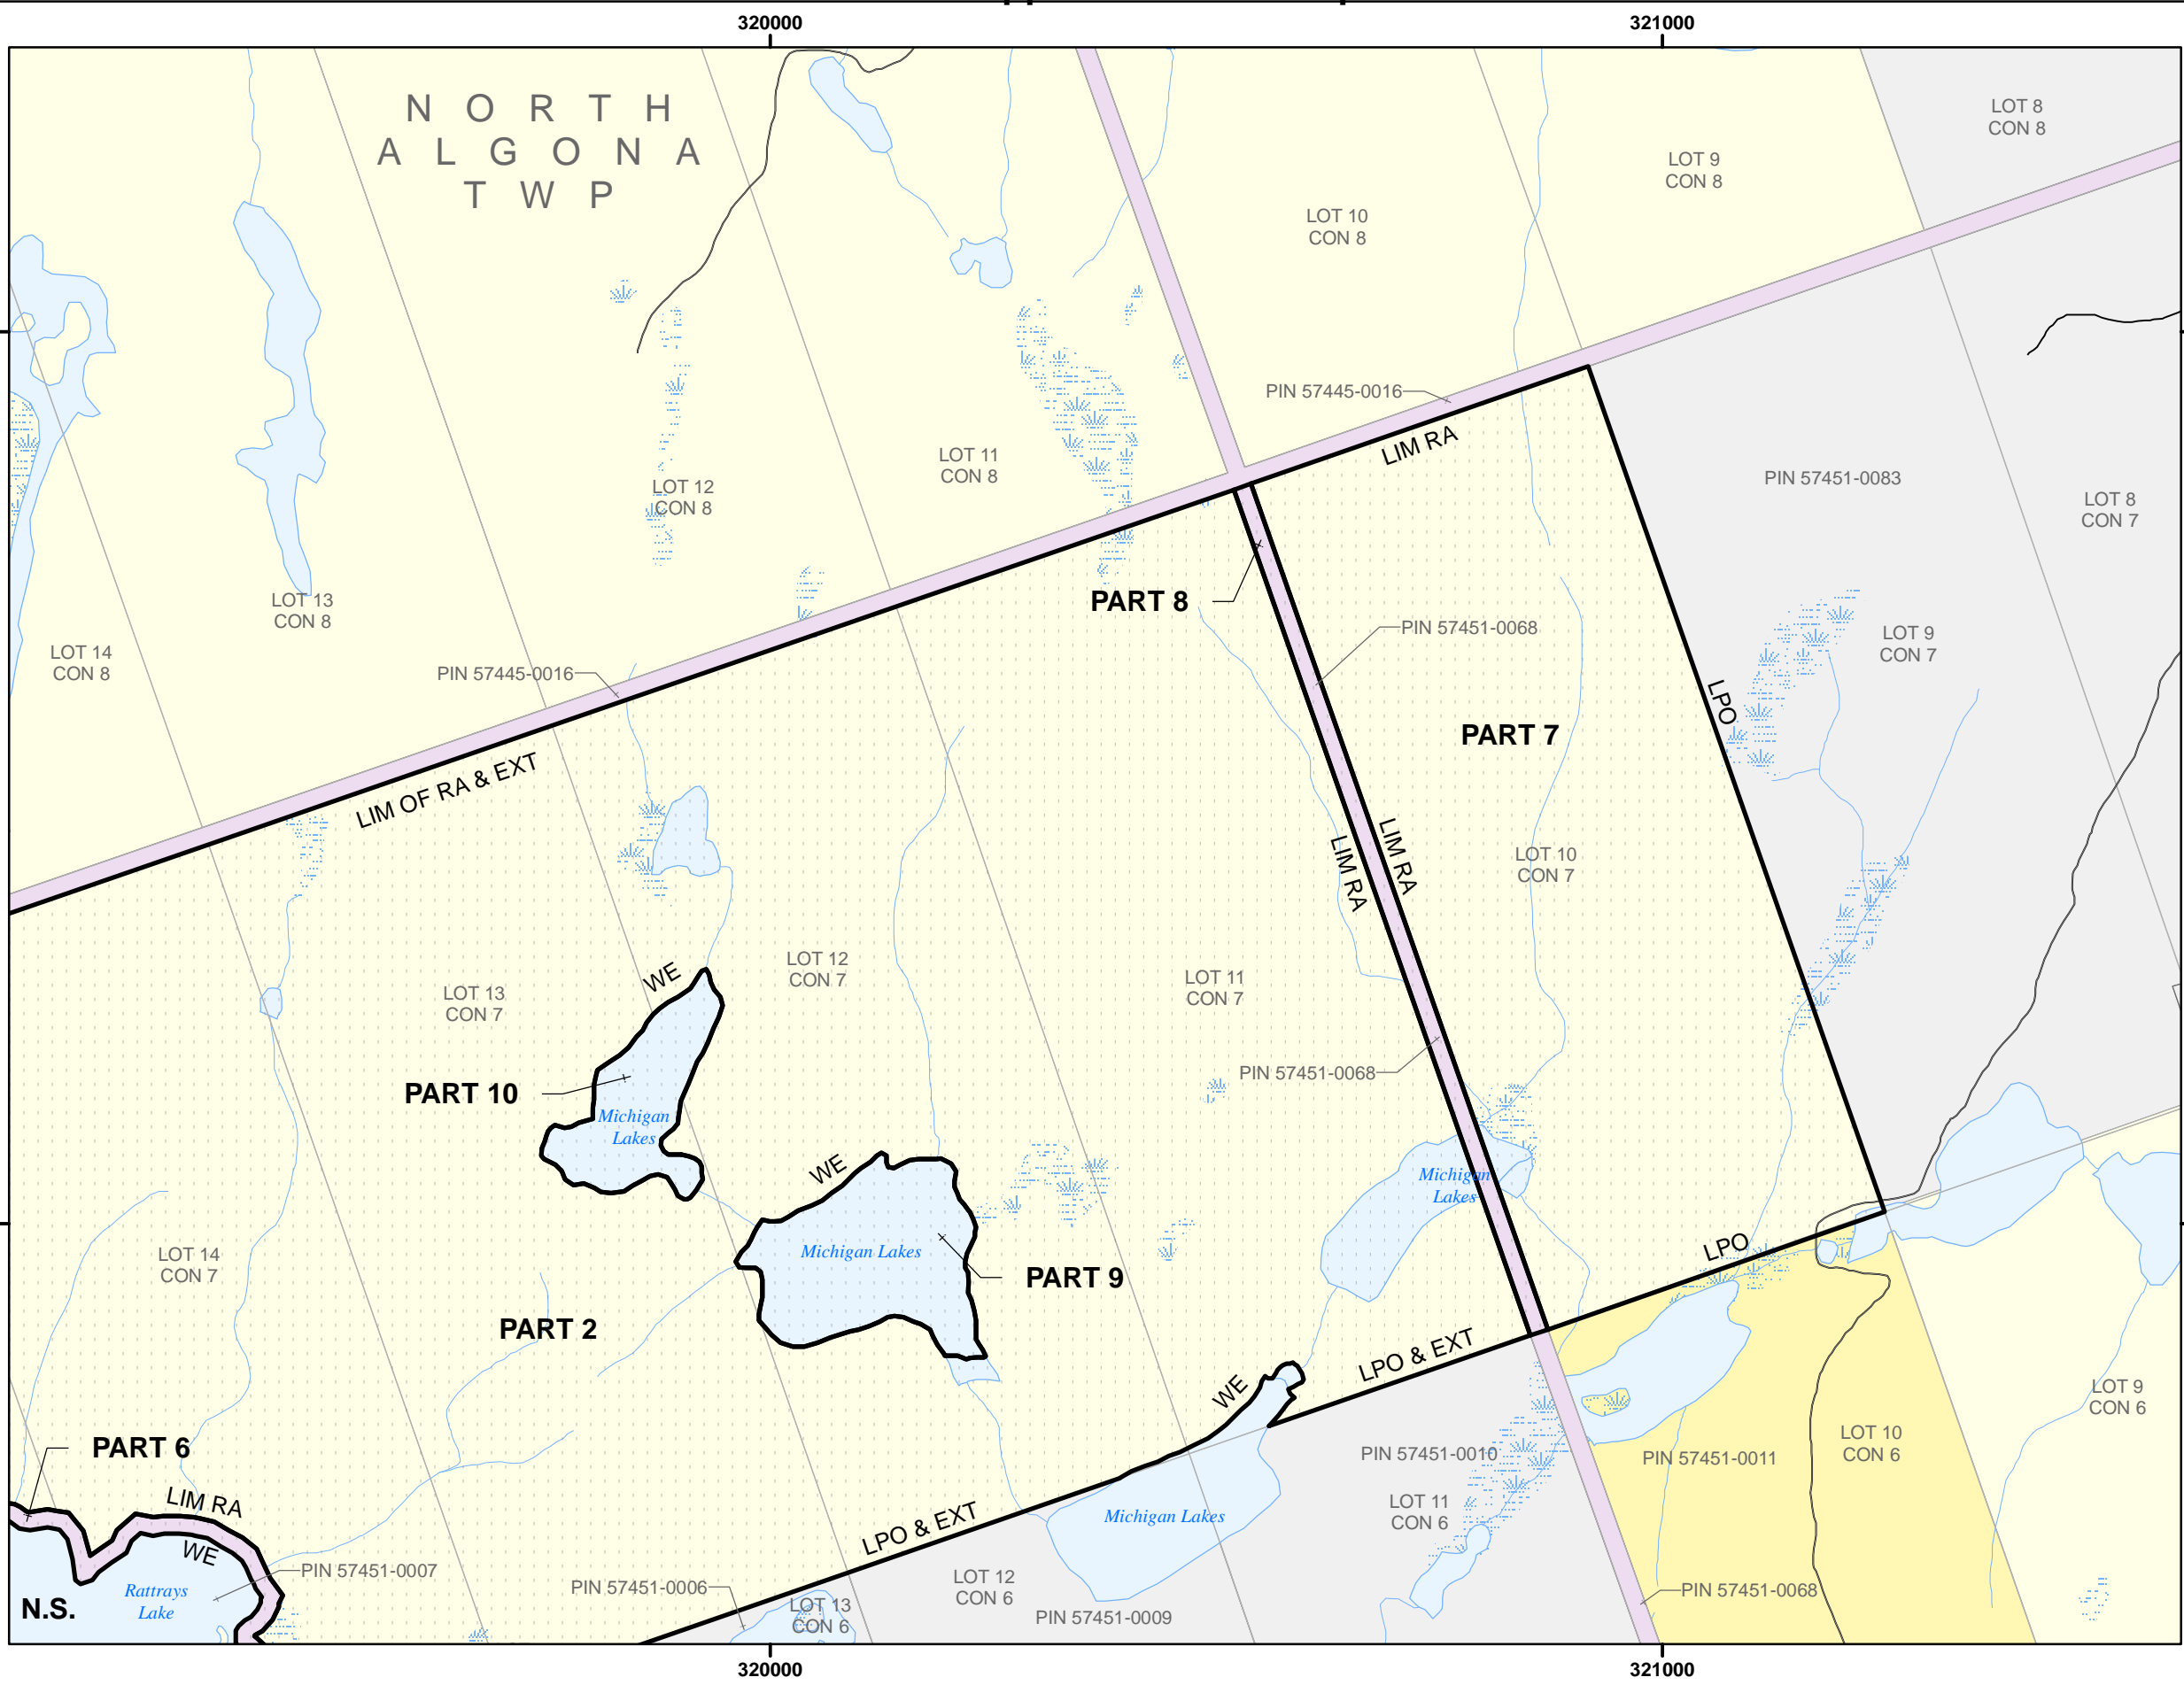 320000
321000
N O R T H
A L G O N A
T W P
LOT 8
CON 8
LOT 9
CON 8
LOT 10
CON 8
PIN 57445-0016
LIM RA
LOT 11
CON 8
LOT 12
CON 8
PIN 57451-0083
LOT 8
CON 7
LOT 13
CON 8
LOT 14
CON 8
PART 8
PIN 57451-0068
LOT 9
CON 7
PIN 57445-0016
LPO
PART 7
LIM OF RA & EXT
LIM RA
LIM RA
LOT 10
CON 7
LOT 12
CON 7
WE
LOT 13
CON 7
LOT 11
CON 7
PIN 57451-0068
PART 10
Michigan
Lakes
WE
Michigan
Lakes
LOT 14
CON 7
Michigan Lakes
PART 9
LPO
PART 2
LPO & EXT
WE
LOT 9
CON 6
PART 6
LOT 10
CON 6
PIN 57451-0010
PIN 57451-0011
LIM RA
LOT 11
CON 6
Michigan Lakes
LPO & EXT
WE
PIN 57451-0007
Rattrays
Lake
N.S.
PIN 57451-0006
LOT 12
CON 6
PIN 57451-0068
LOT 13
CON 6
PIN 57451-0009
320000
321000